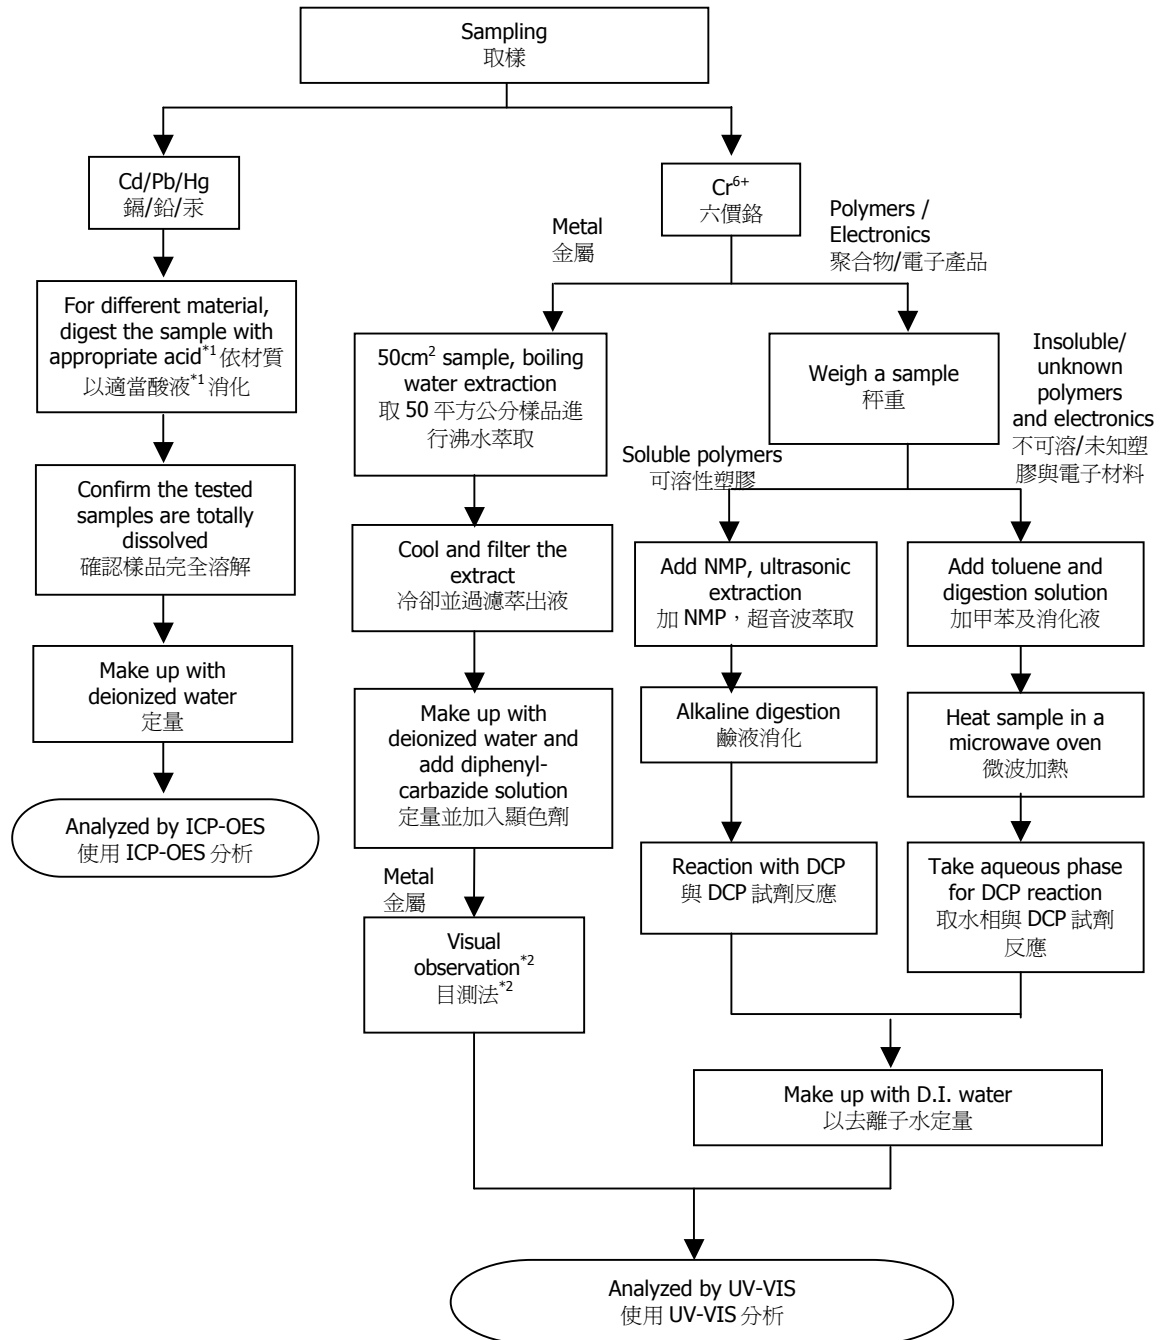 Sampling
取樣
Cd/Pb/Hg
鎘/鉛/汞
For different material,
digest the sample with
appropriate acid*1 依材質
以適當酸液*1 消化
Confirm the tested
samples are totally
dissolved
確認樣品完全溶解
Make up with
deionized water
定量
Analyzed by ICP-OES
使用 ICP-OES 分析
Cr6+
六價鉻
Metal
金屬
Polymers /
Electronics
聚合物/電子產品
50cm2 sample, boiling
water extraction
取 50 平方公分樣品進
行沸水萃取
Cool and filter the
extract
冷卻並過濾萃出液
Make up with
deionized water and
add diphenyl-
carbazide solution
定量並加入顯色劑
Metal
金屬
Visual
observation*2
目測法*2
Weigh a sample
秤重
Soluble polymers
可溶性塑膠
Insoluble/
unknown
polymers
and electronics
不可溶/未知塑
膠與電子材料
Add NMP, ultrasonic
extraction
加 NMP，超音波萃取
Alkaline digestion
鹼液消化
Reaction with DCP
與 DCP 試劑反應
Add toluene and
digestion solution
加甲苯及消化液
Heat sample in a
microwave oven
微波加熱
Take aqueous phase
for DCP reaction
取水相與 DCP 試劑
反應
Make up with D.I. water
以去離子水定量
Analyzed by UV-VIS
使用 UV-VIS 分析